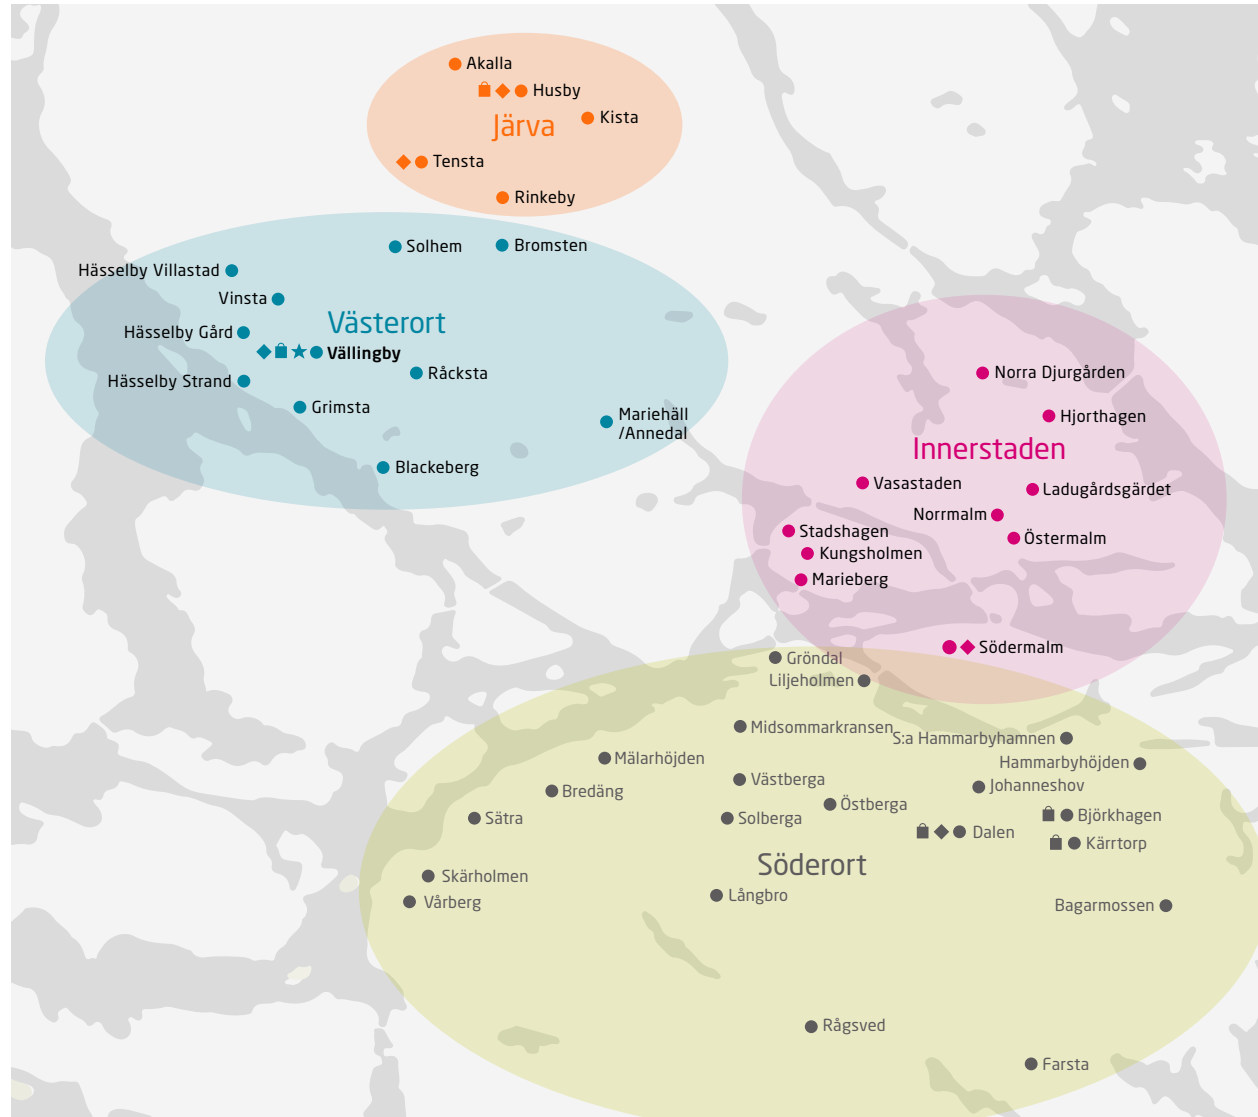 Akalla
Husby
Järva
Kista
Tensta
Rinkeby
Solhem
Bromsten
Hässelby Villastad
Vinsta
Västerort
Hässelby Gård
Vällingby
Hässelby Strand
Råcksta
Grimsta
Mariehäll
/Annedal
Blackeberg
Norra Djurgården
Hjorthagen
Innerstaden
Vasastaden
Ladugårdsgärdet
Norrmalm
Stadshagen
Östermalm
Kungsholmen
Marieberg
Södermalm
Gröndal
Liljeholmen
Midsommarkransen
S:a Hammarbyhamnen
Mälarhöjden
Hammarbyhöjden
Västberga
Johanneshov
Bredäng
Östberga
Sätra
Solberga
Björkhagen
Dalen
Kärrtorp
Söderort
Skärholmen
Långbro
Vårberg
Bagarmossen
Rågsved
Farsta